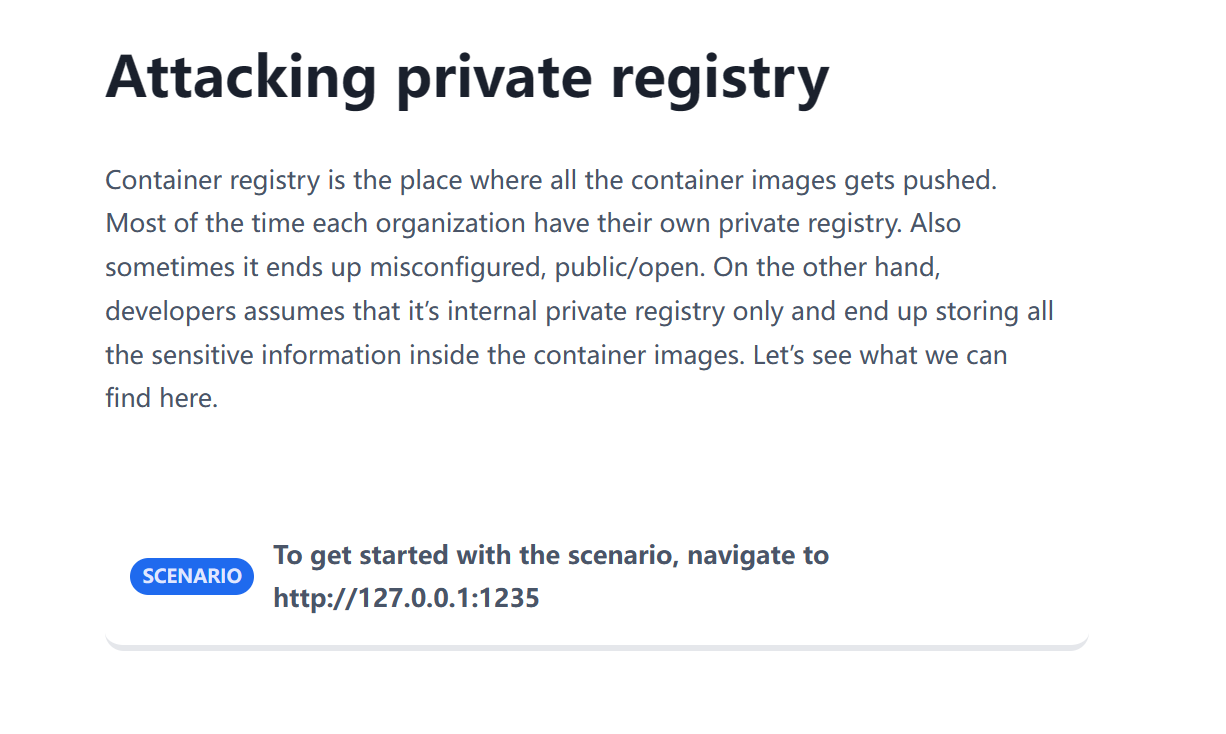 Attacking private registry
Container registry is the place where all the container images gets pushed.
Most of the time each organization have their own private registry. Also
sometimes it ends up misconfigured, public/open. On the other hand,
developers assumes that it’s internal private registry only and end up storing all
the sensitive information inside the container images. Let’s see what we can
find here.
To get started with the scenario, navigate to
SCENARIO
http://127.0.0.1:1235